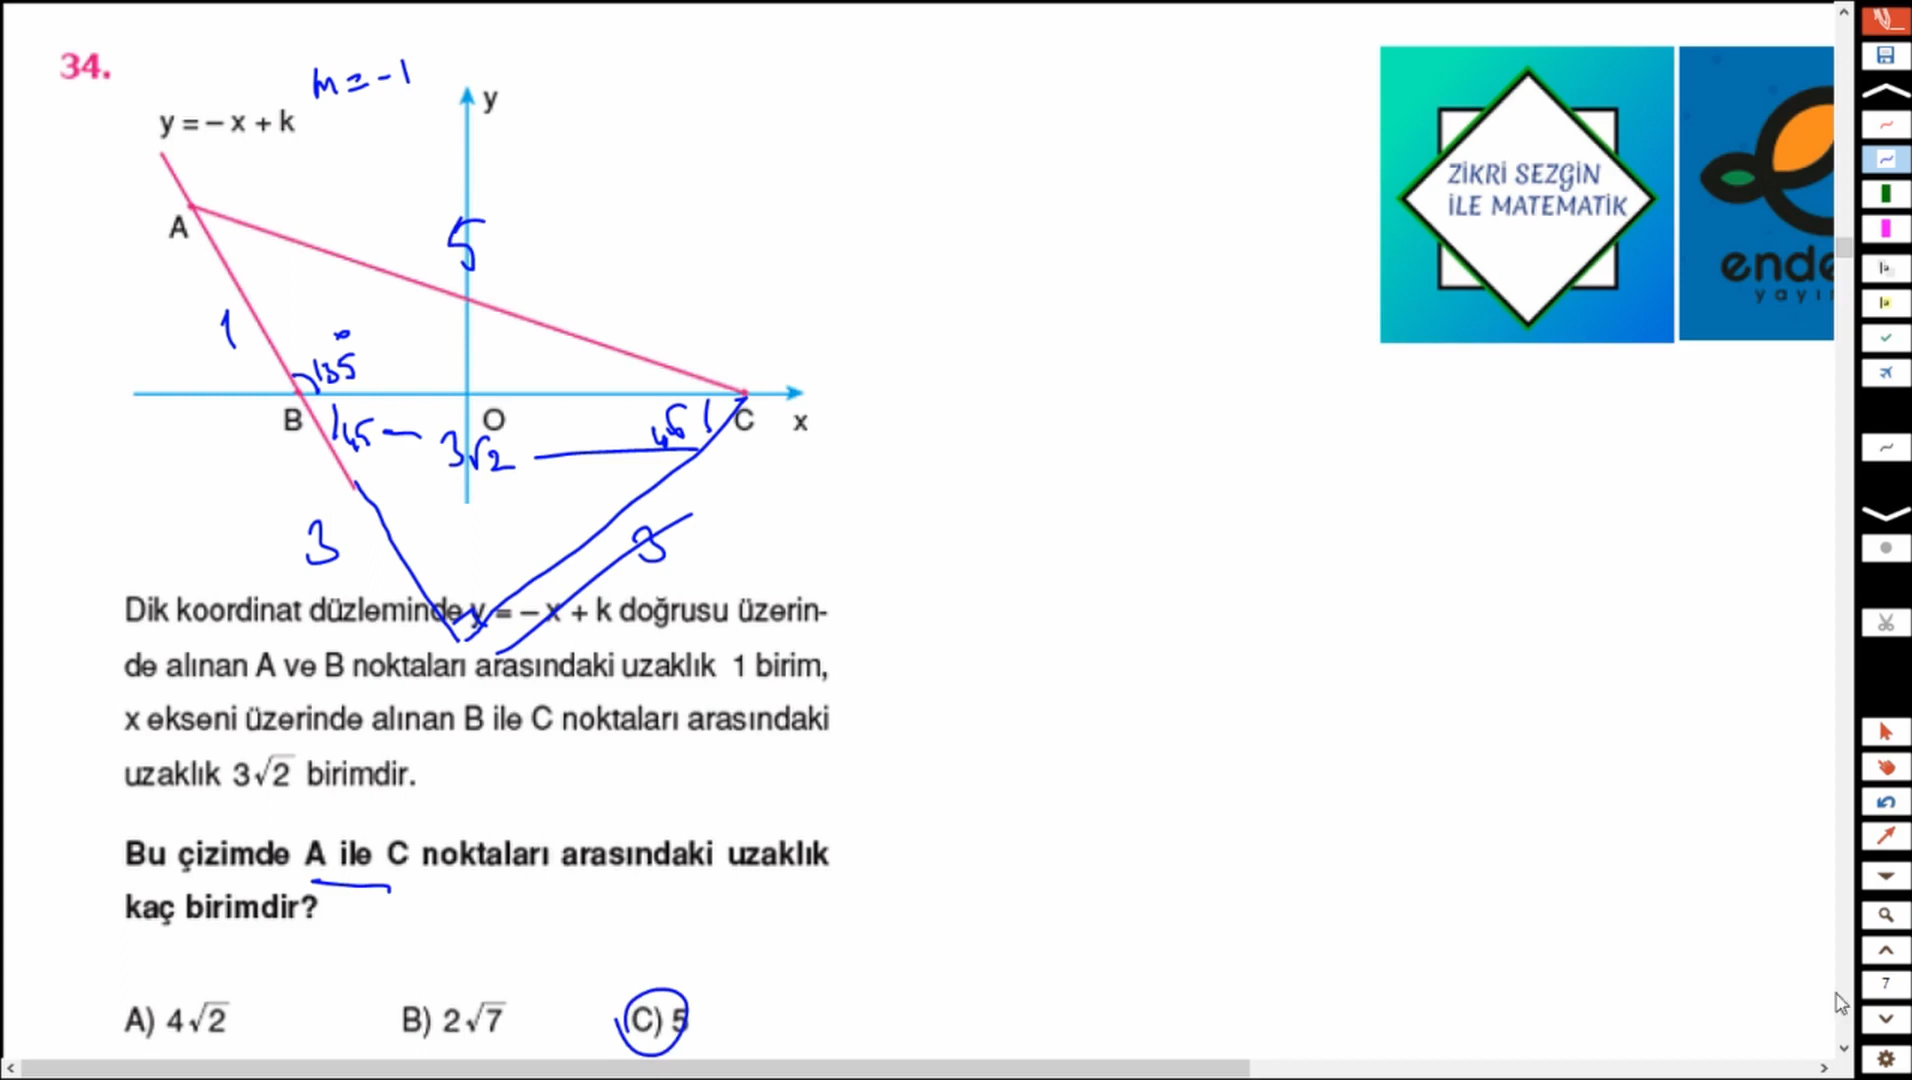 34.
m = -1
y = – x + k
y
A
5
1
135°
B
O
C
x
45
3√2
45
3
3
Dik koordinat düzleminde y = – x + k doğrusu üzerin-
de alınan A ve B noktaları arasındaki uzaklık 1 birim,
x ekseni üzerinde alınan B ile C noktaları arasındaki
uzaklık 3√2 birimdir.
Bu çizimde A ile C noktaları arasındaki uzaklık
kaç birimdir?
A) 4√2 B) 2√7 C) 5
ZİKRİ SEZGİN
İLE MATEMATİK
7